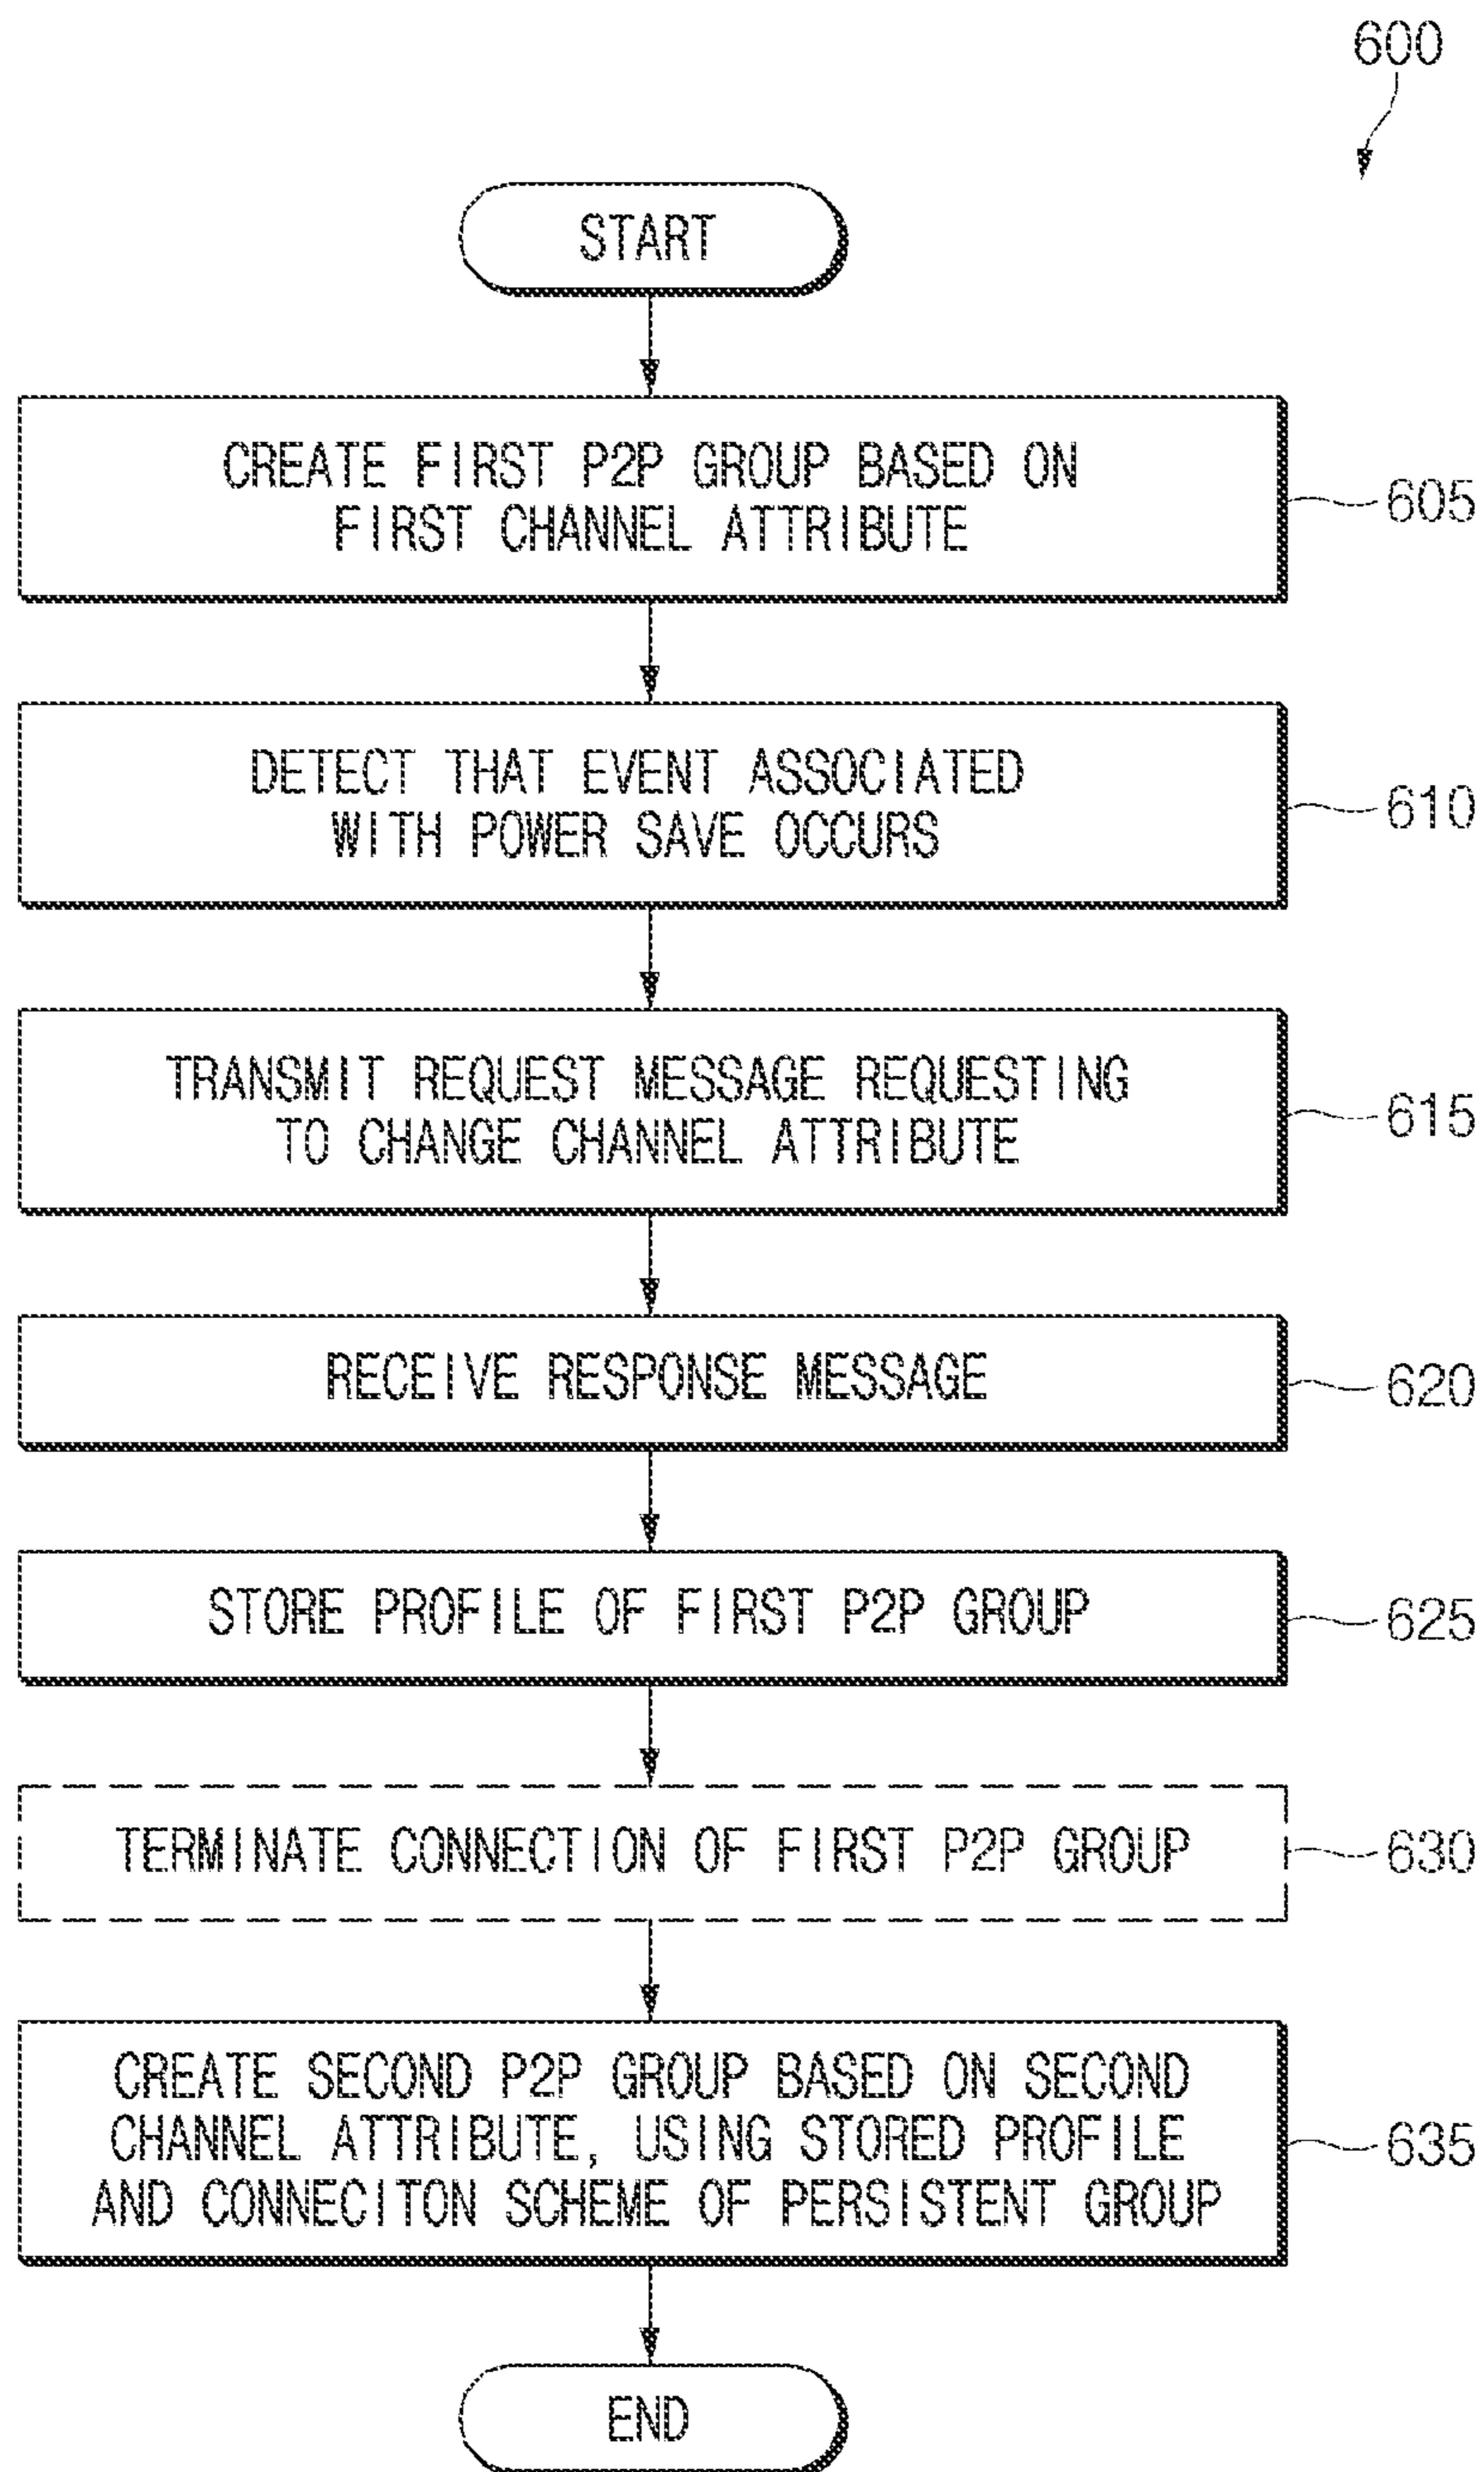 600
START
CREATE FIRST P2P GROUP BASED ON
FIRST CHANNEL ATTRIBUTE
605
DETECT THAT EVENT ASSOCIATED
WITH POWER SAVE OCCURS
610
TRANSMIT REQUEST MESSAGE REQUESTING
TO CHANGE CHANNEL ATTRIBUTE
615
RECEIVE RESPONSE MESSAGE
620
STORE PROFILE OF FIRST P2P GROUP
625
TERMINATE CONNECTION OF FIRST P2P GROUP
630
CREATE SECOND P2P GROUP BASED ON SECOND
CHANNEL ATTRIBUTE, USING STORED PROFILE
AND CONNECITON SCHEME OF PERSISTENT GROUP
635
END